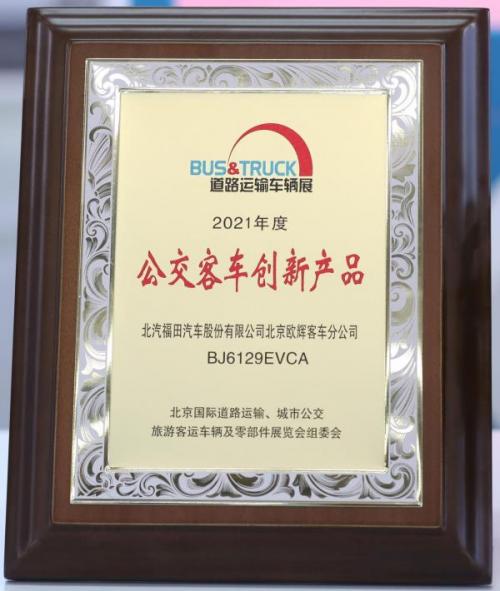 BUS&TRUCK
道路运输车辆展
2021年度
公交客车创新产品
北汽福田汽车股份有限公司北京欧辉客车分公司
BJ6129EVCA
北京国际道路运输、城市公交
旅游客运车辆及零部件展览会组委会